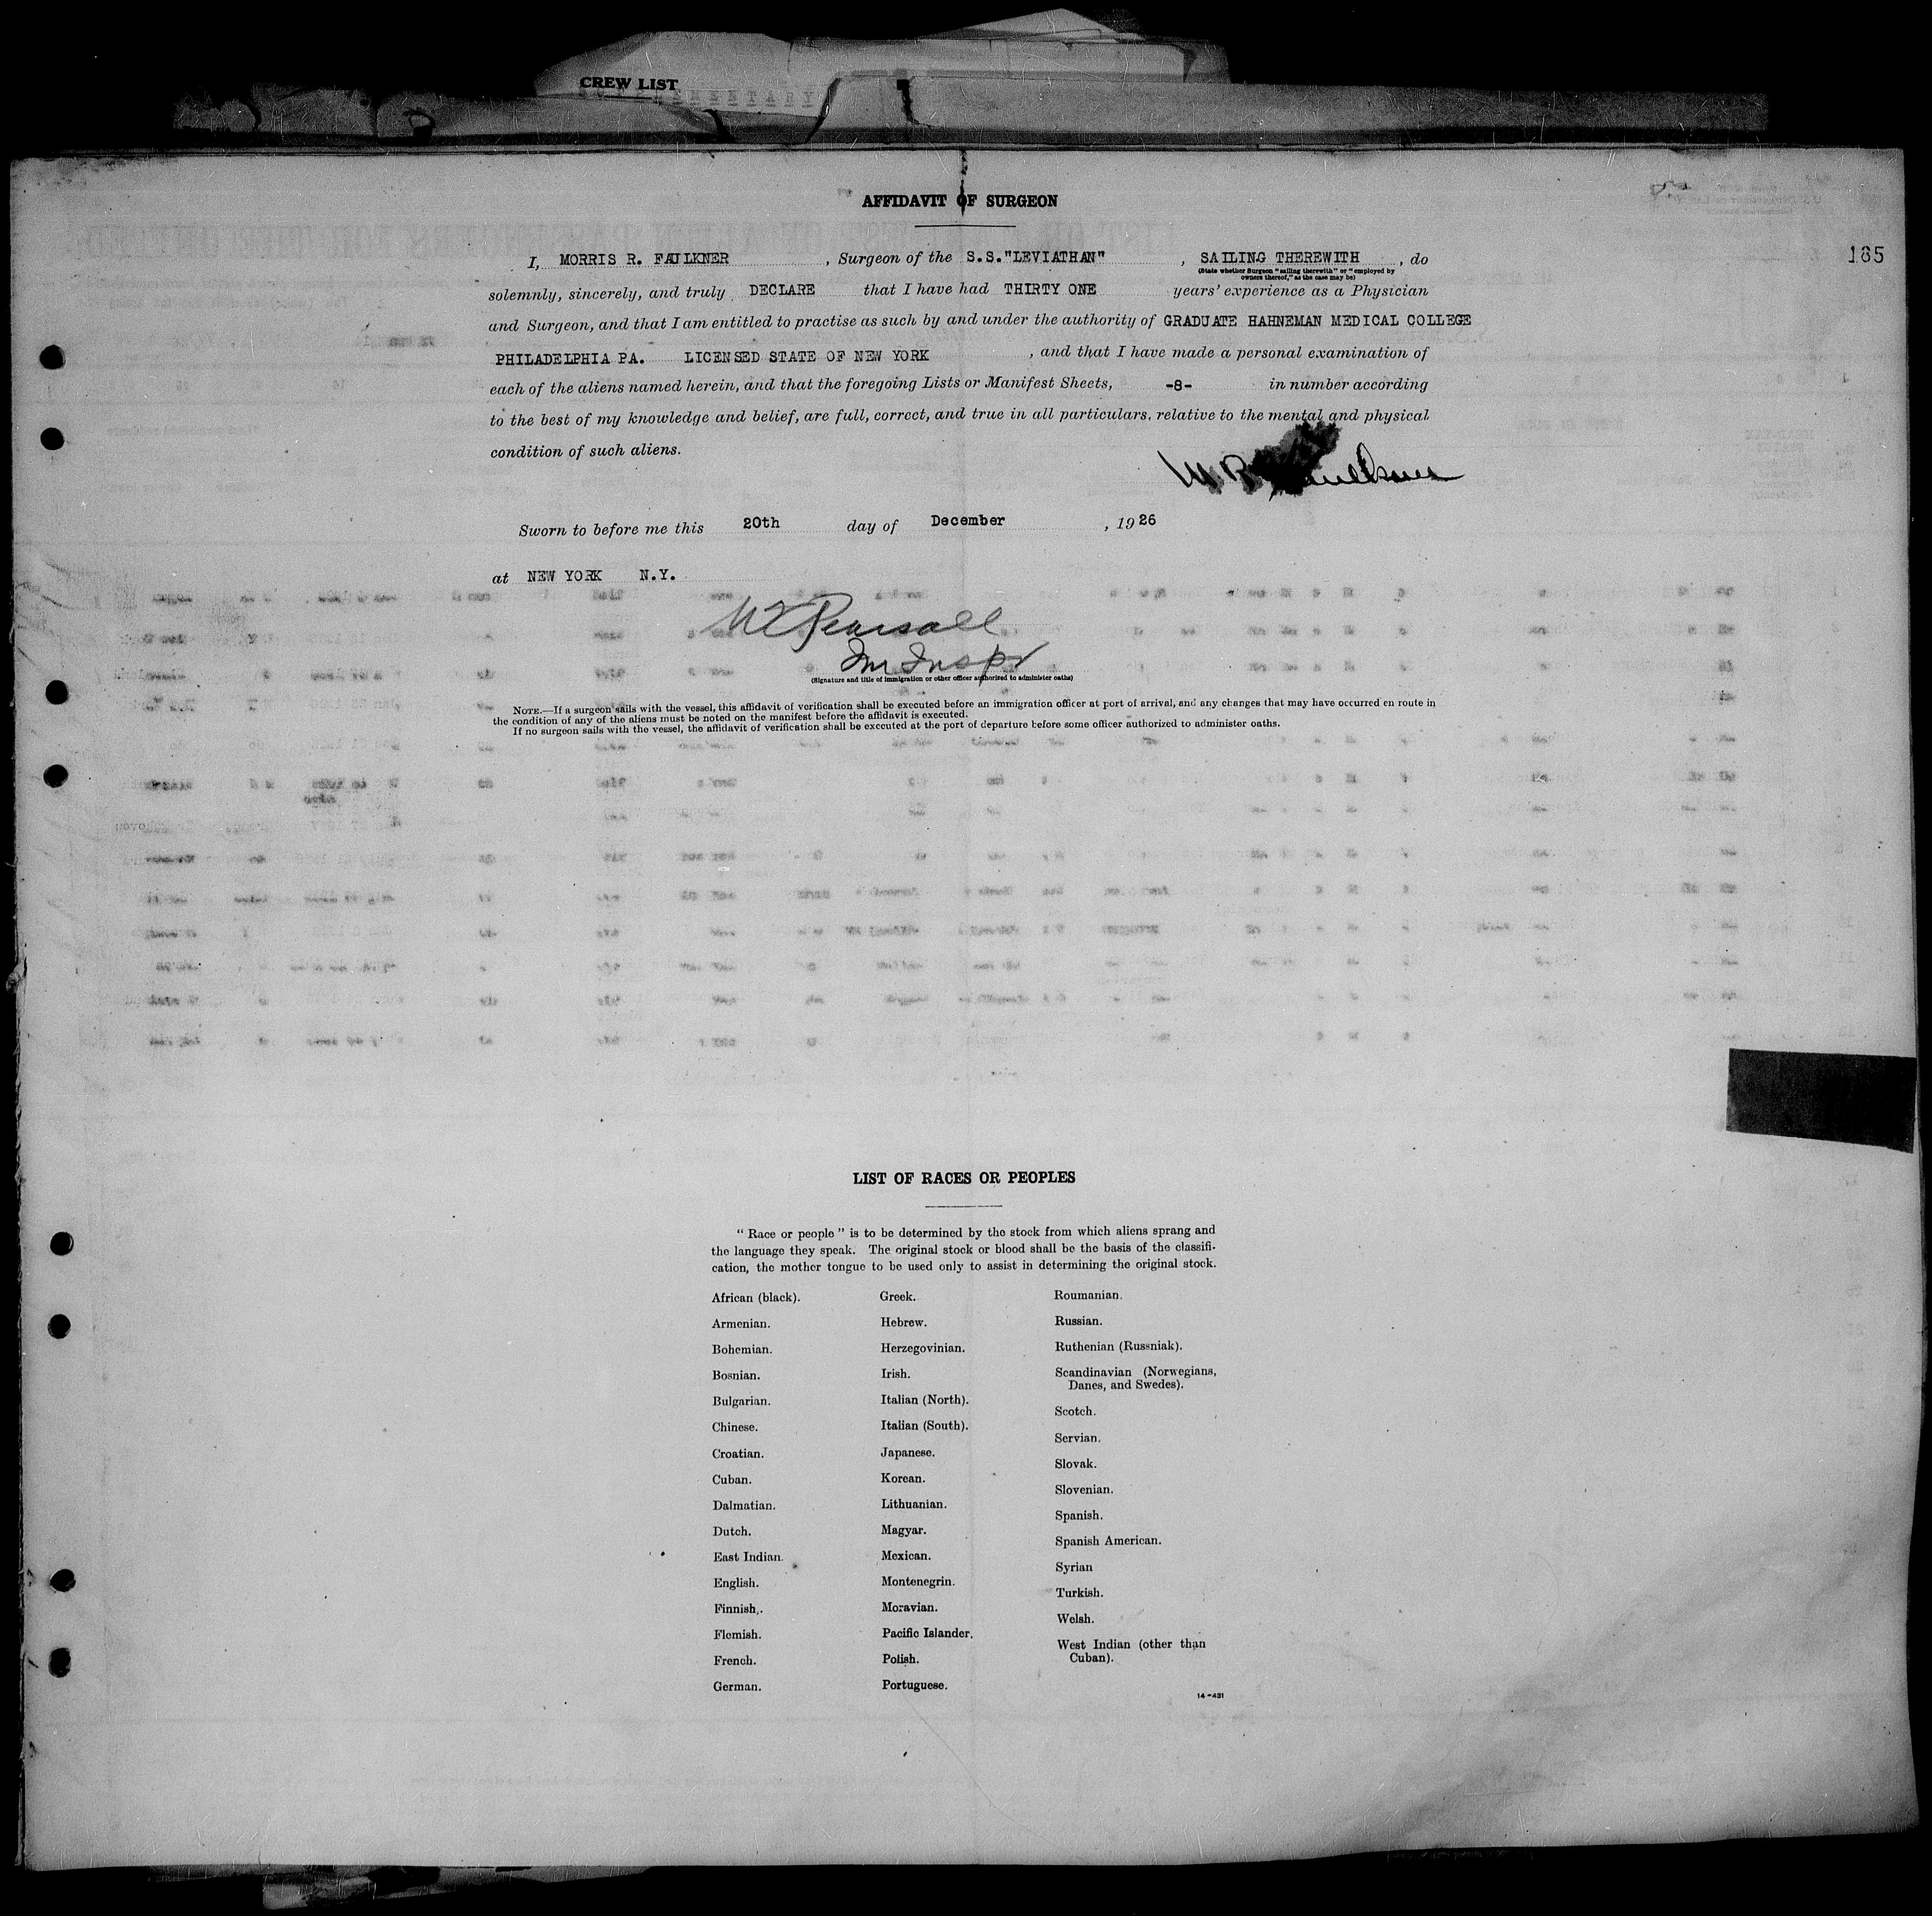 CREW LIST
AFFIDAVIT OF SURGEON
185
I, MORRIS R. FAULKNER , Surgeon of the S.S."LEVIATHAN" , SAILING THEREWITH , do
(State whether Surgeon "sailing therewith" or "employed by
owners thereof," as the case may be)
solemnly, sincerely, and truly DECLARE that I have had THIRTY ONE years' experience as a Physician
and Surgeon, and that I am entitled to practise as such by and under the authority of GRADUATE HAHNEMAN MEDICAL COLLEGE
PHILADELPHIA PA. LICENSED STATE OF NEW YORK , and that I have made a personal examination of
each of the aliens named herein, and that the foregoing Lists or Manifest Sheets, -8- in number according
to the best of my knowledge and belief, are full, correct, and true in all particulars, relative to the mental and physical
condition of such aliens.
M. R. Faulkner
Sworn to before me this 20th day of December , 19 26
at NEW YORK N.Y.
Pearsall
Im Inspr
(Signature and title of immigration or other officer authorized to administer oaths)
NOTE.—If a surgeon sails with the vessel, this affidavit of verification shall be executed before an immigration officer at port of arrival, and any changes that may have occurred en route in
the condition of any of the aliens must be noted on the manifest before the affidavit is executed.
If no surgeon sails with the vessel, the affidavit of verification shall be executed at the port of departure before some officer authorized to administer oaths.
LIST OF RACES OR PEOPLES
"Race or people" is to be determined by the stock from which aliens sprang and
the language they speak. The original stock or blood shall be the basis of the classifi-
cation, the mother tongue to be used only to assist in determining the original stock.
African (black).
Armenian.
Bohemian.
Bosnian.
Bulgarian.
Chinese.
Croatian.
Cuban.
Dalmatian.
Dutch.
East Indian.
English.
Finnish.
Flemish.
French.
German.
Greek.
Hebrew.
Herzegovinian.
Irish.
Italian (North).
Italian (South).
Japanese.
Korean.
Lithuanian.
Magyar.
Mexican.
Montenegrin.
Moravian.
Pacific Islander.
Polish.
Portuguese.
Roumanian.
Russian.
Ruthenian (Russniak).
Scandinavian (Norwegians,
Danes, and Swedes).
Scotch.
Servian.
Slovak.
Slovenian.
Spanish.
Spanish American.
Syrian
Turkish.
Welsh.
West Indian (other than
Cuban).
14-431